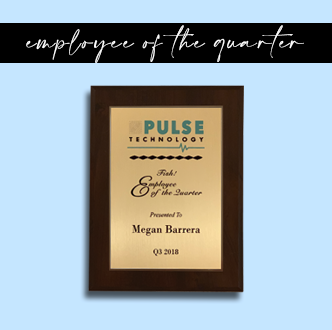 employee of the quarter
PULSE
TECHNOLOGY
Fish!
Employee
of the Quarter
Presented To
Megan Barrera
Q3 2018